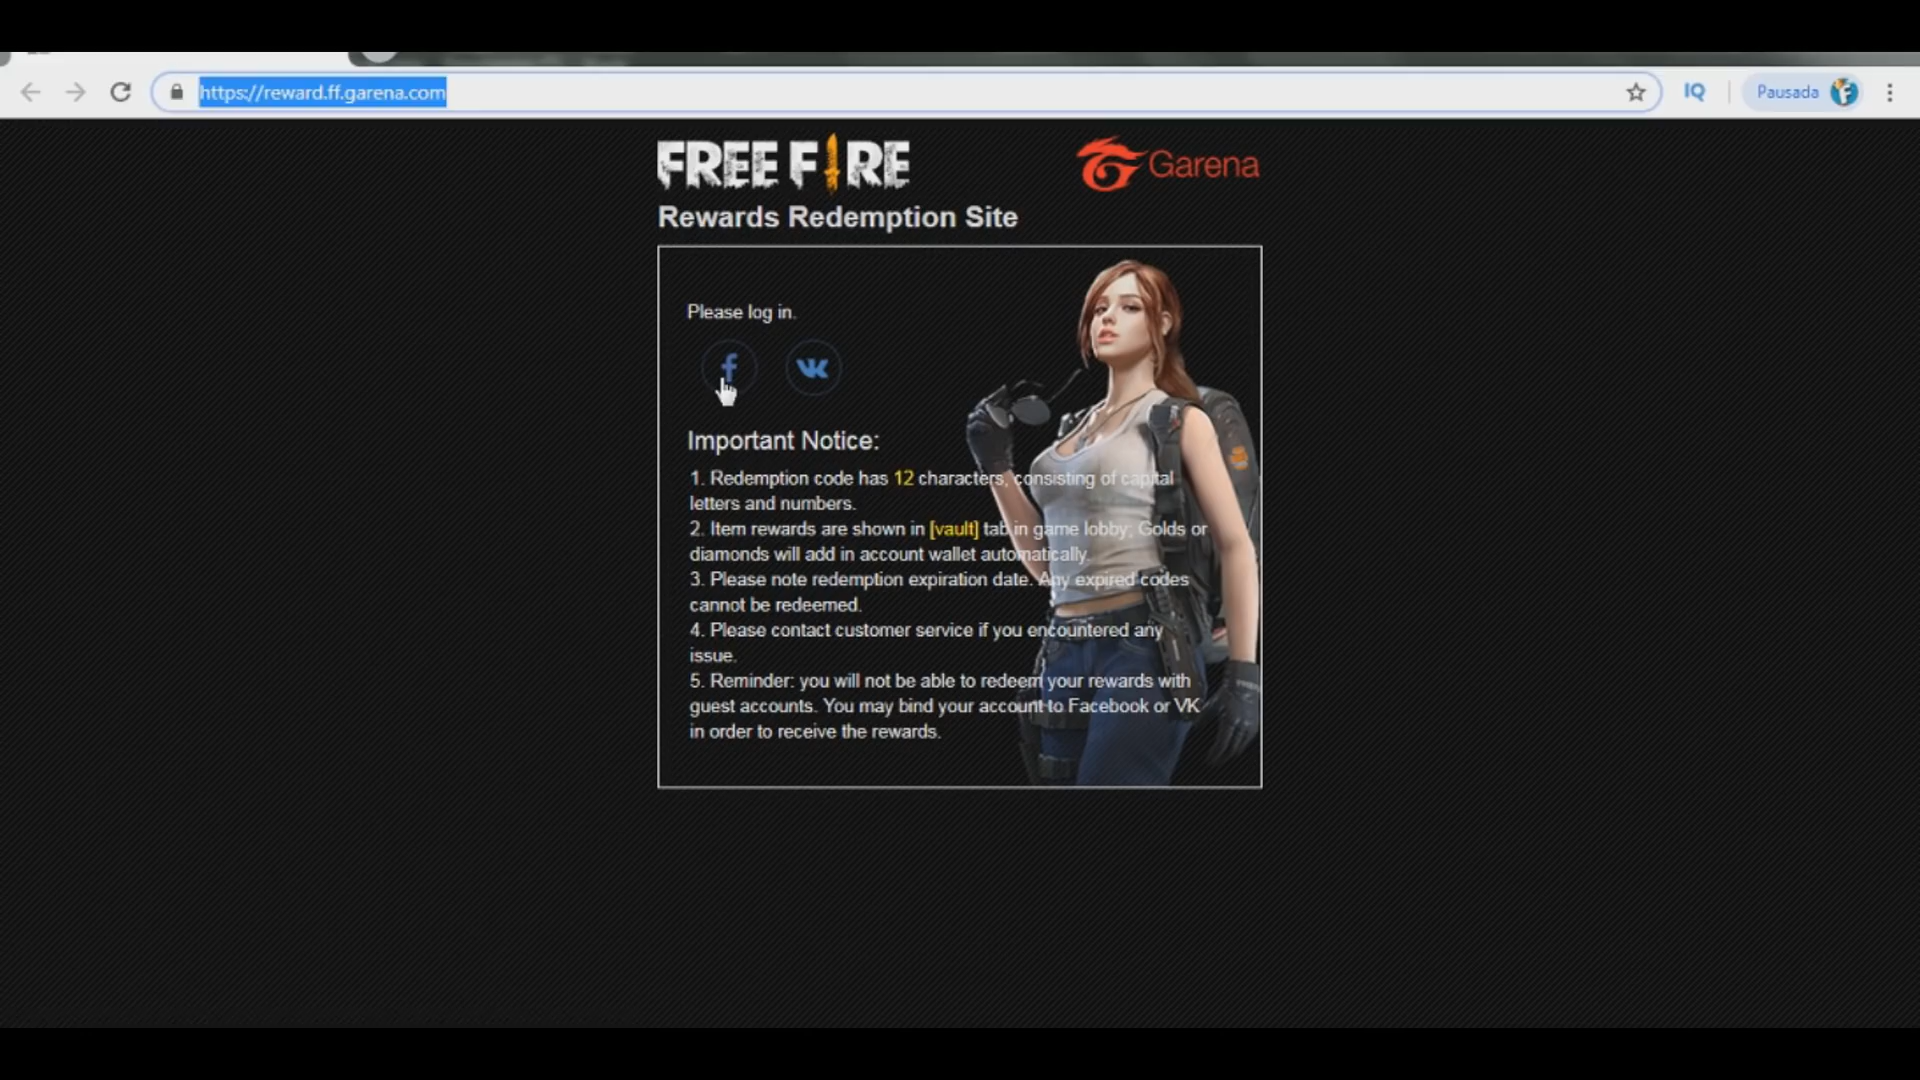 https://reward.ff.garena.com
IQ
Pausada
FREE FIRE
Garena
Rewards Redemption Site
Please log in.
Important Notice:
1. Redemption code has 12 characters, consisting of capital
letters and numbers.
2. Item rewards are shown in [vault] tab in game lobby; Golds or
diamonds will add in account wallet automatically.
3. Please note redemption expiration date. Any expired codes
cannot be redeemed.
4. Please contact customer service if you encountered any
issue.
5. Reminder: you will not be able to redeem your rewards with
guest accounts. You may bind your account to Facebook or VK
in order to receive the rewards.